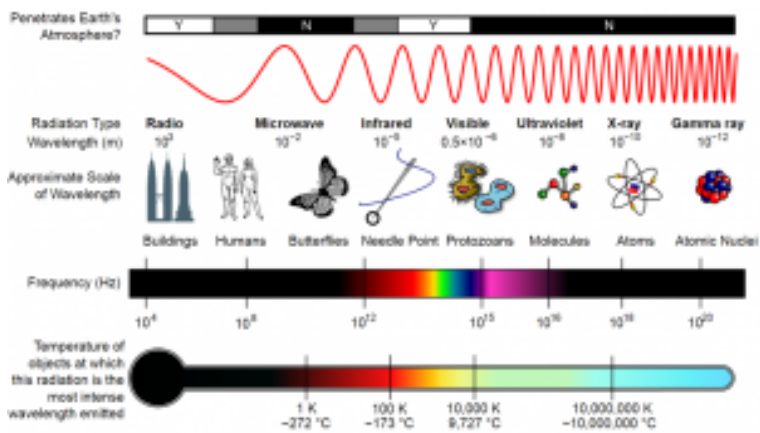 Penetrates Earth's
Atmosphere?
Y N Y N
Radiation Type
Radio Microwave Infrared Visible Ultraviolet X-ray Gamma ray
Wavelength (m)
10³ 10⁻² 10⁻⁵ 0.5×10⁻⁶ 10⁻⁸ 10⁻¹⁰ 10⁻¹²
Approximate Scale
of Wavelength
Buildings Humans Butterflies Needle Point Protozoans Molecules Atoms Atomic Nuclei
Frequency (Hz)
10⁴ 10⁸ 10¹² 10¹⁵ 10¹⁶ 10¹⁸ 10²⁰
Temperature of
objects at which
this radiation is the
most intense
wavelength emitted
1 K 100 K 10,000 K 10,000,000 K
−272 °C −173 °C 9,727 °C ~10,000,000 °C